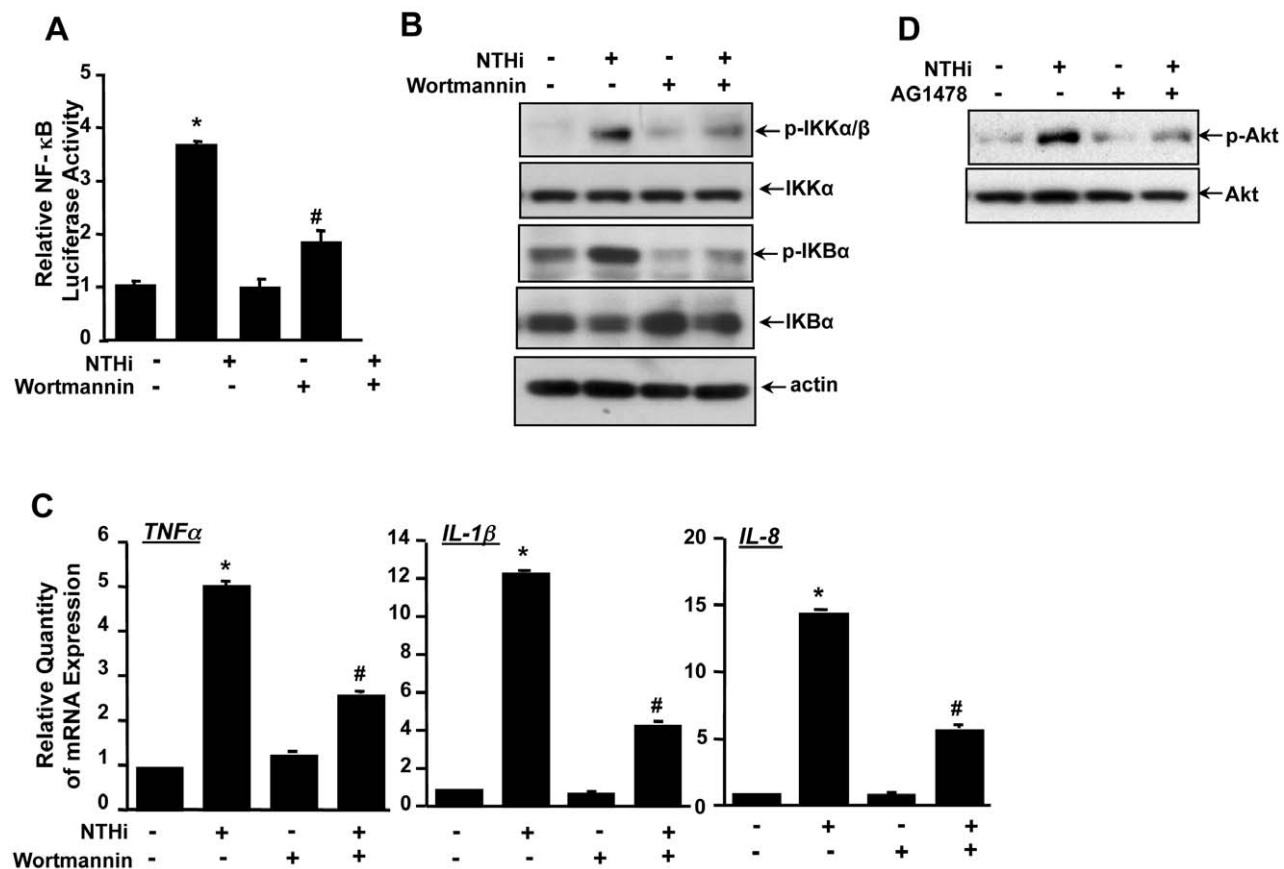 A
Relative NF- κB
Luciferase Activity
5
4
3
2
1
0
*
#
NTHi - + - +
Wortmannin - - + +
B
NTHi - + - +
Wortmannin - - + +
p-IKKα/β
IKKα
p-IKBα
IKBα
actin
D
NTHi - + - +
AG1478 - - + +
p-Akt
Akt
C
Relative Quantity
of mRNA Expression
TNFα
6
5
4
3
2
1
0
*
#
NTHi - + - +
Wortmannin - - + +
IL-1β
14
12
10
8
6
4
2
0
*
#
- + - +
- - + +
IL-8
20
15
10
5
0
*
#
- + - +
- - + +